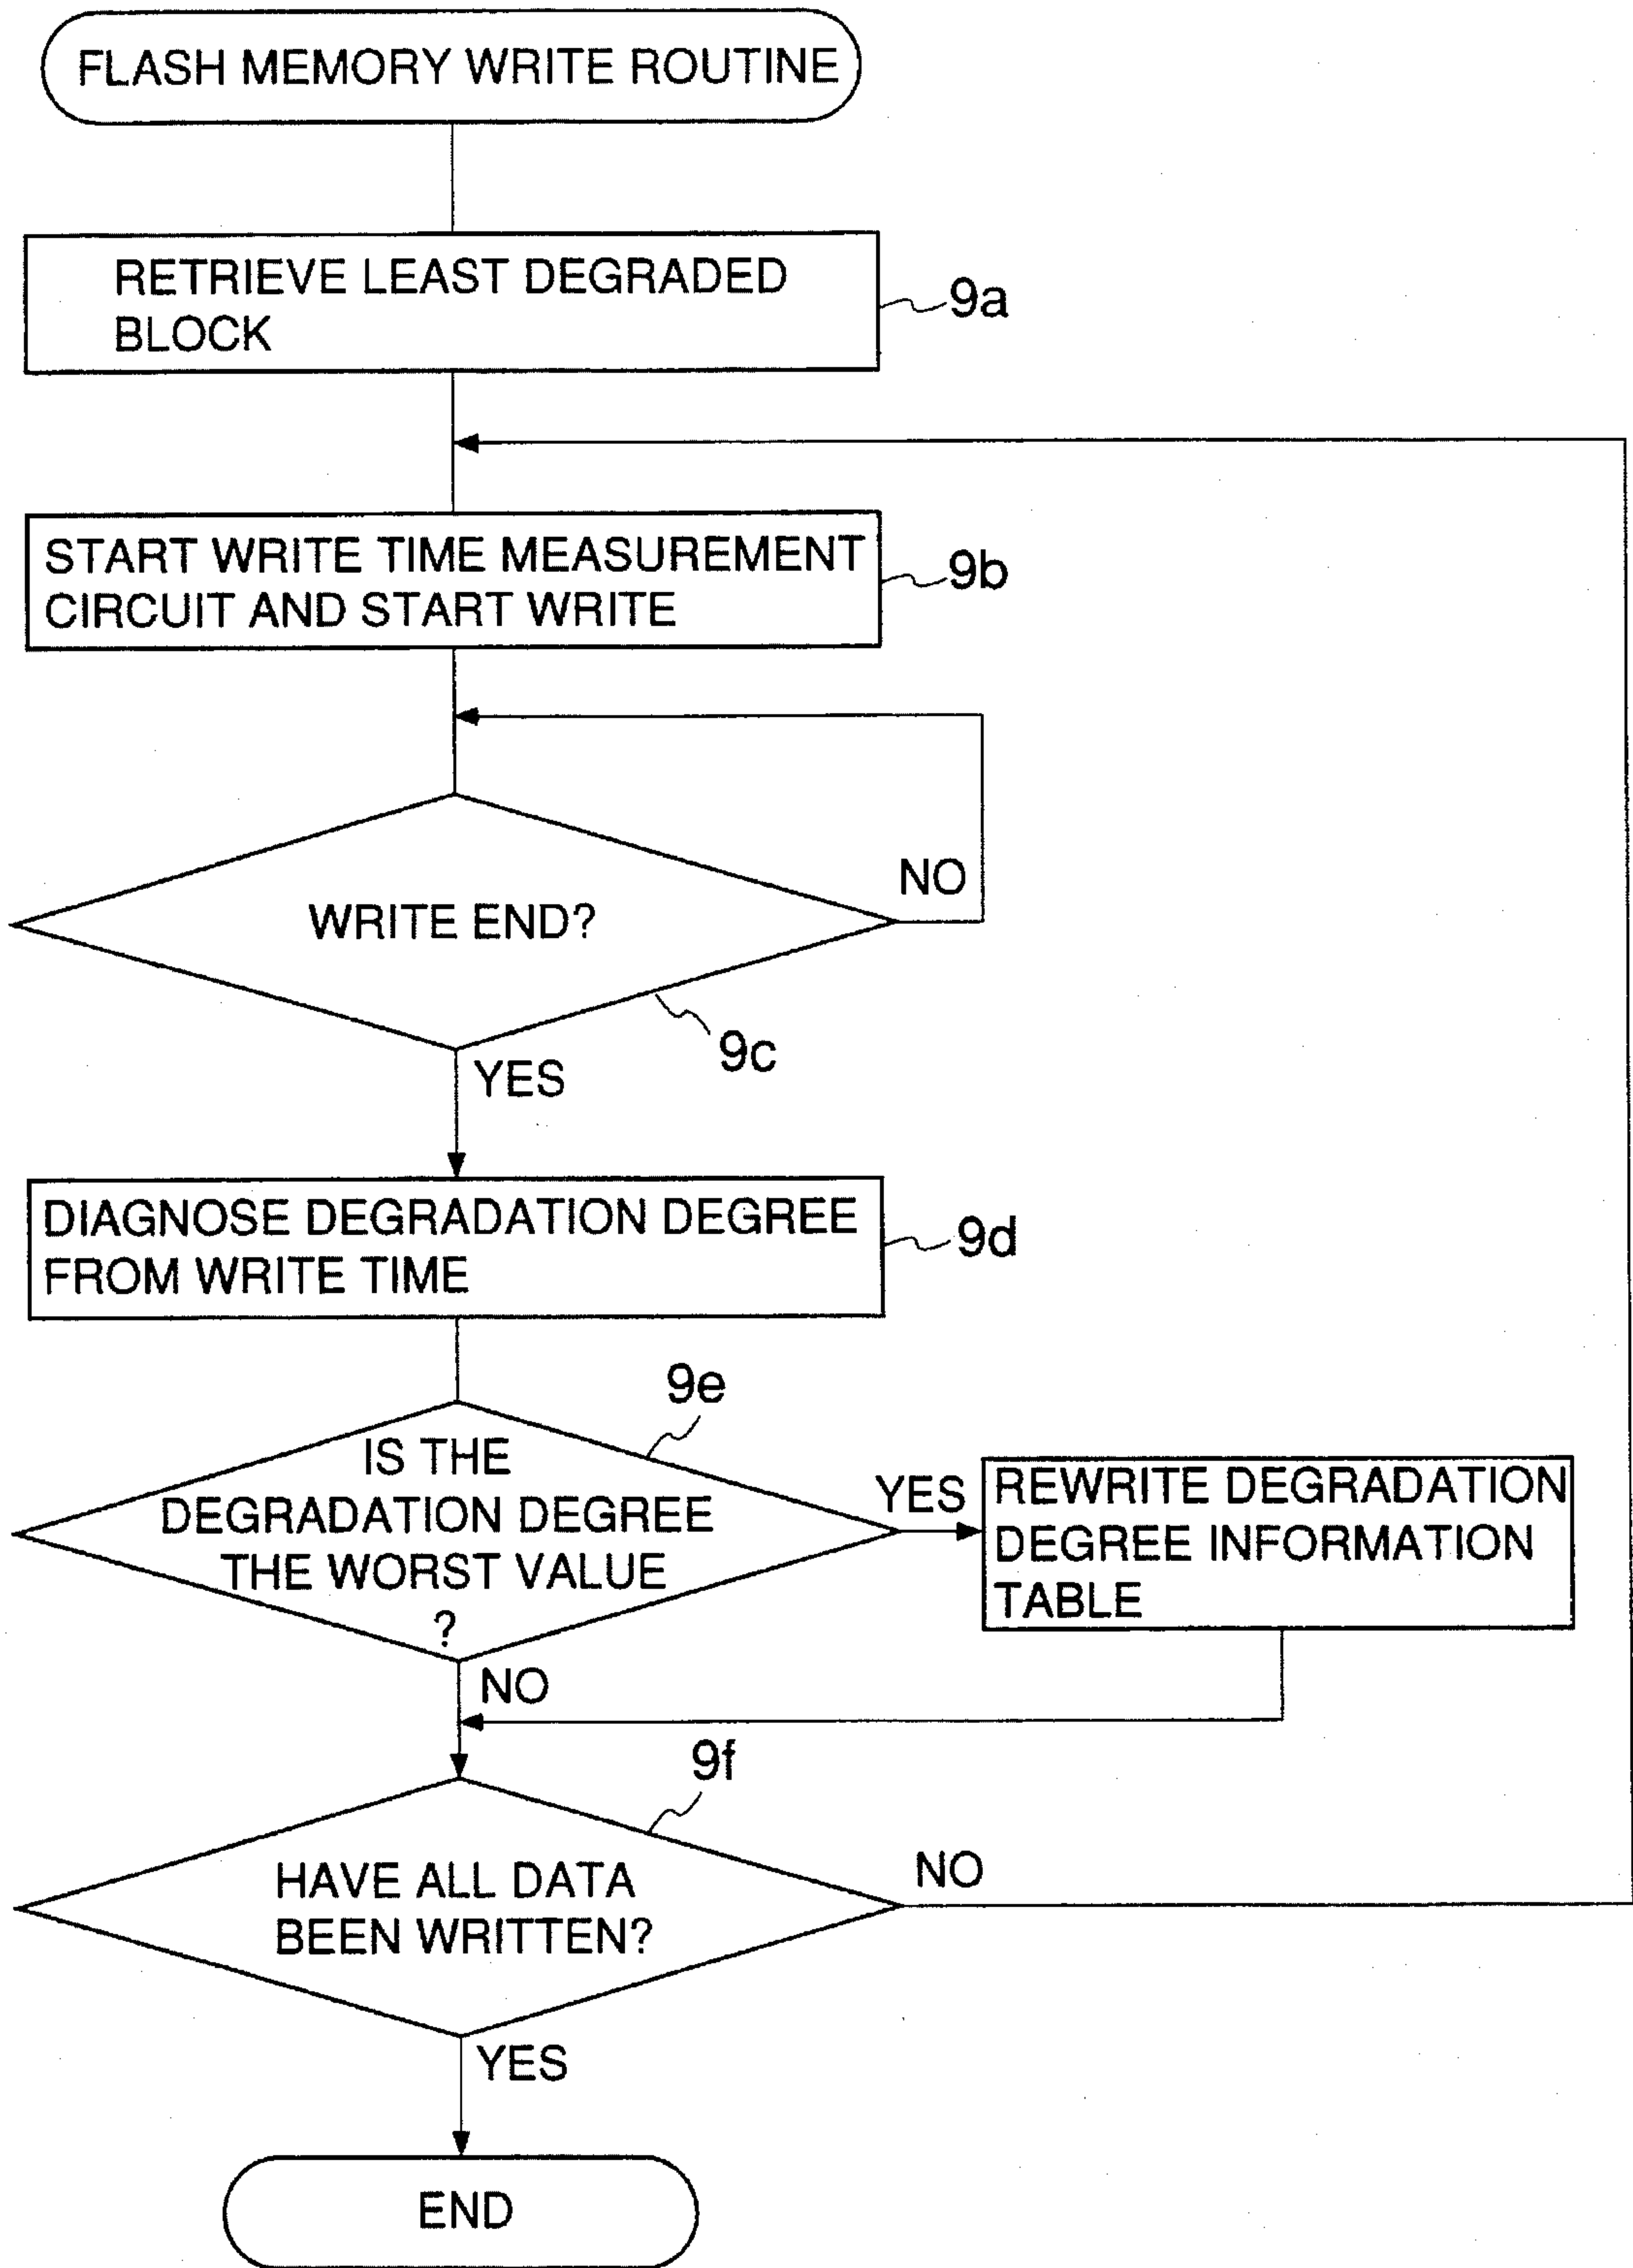 FLASH MEMORY WRITE ROUTINE
RETRIEVE LEAST DEGRADED
BLOCK
9a
START WRITE TIME MEASUREMENT
CIRCUIT AND START WRITE
9b
NO
WRITE END?
9c
YES
DIAGNOSE DEGRADATION DEGREE
FROM WRITE TIME
9d
9e
IS THE
DEGRADATION DEGREE
THE WORST VALUE
?
YES
REWRITE DEGRADATION
DEGREE INFORMATION
TABLE
NO
9f
HAVE ALL DATA
BEEN WRITTEN?
NO
YES
END